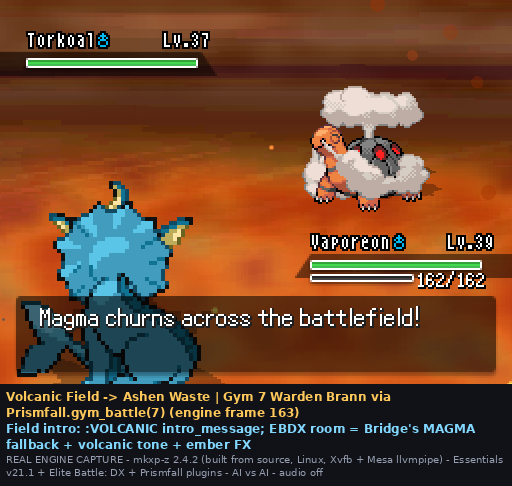 Torkoal Lv.37
Vaporeon Lv.39
162/162
Magma churns across the battlefield!
Volcanic Field -> Ashen Waste | Gym 7 Warden Brann via
Prismfall.gym_battle(7) (engine frame 163)
Field intro: :VOLCANIC intro_message; EBDX room = Bridge's MAGMA
fallback + volcanic tone + ember FX
REAL ENGINE CAPTURE - mkxp-z 2.4.2 (built from source, Linux, Xvfb + Mesa llvmpipe) - Essentials
v21.1 + Elite Battle: DX + Prismfall plugins - AI vs AI - audio off